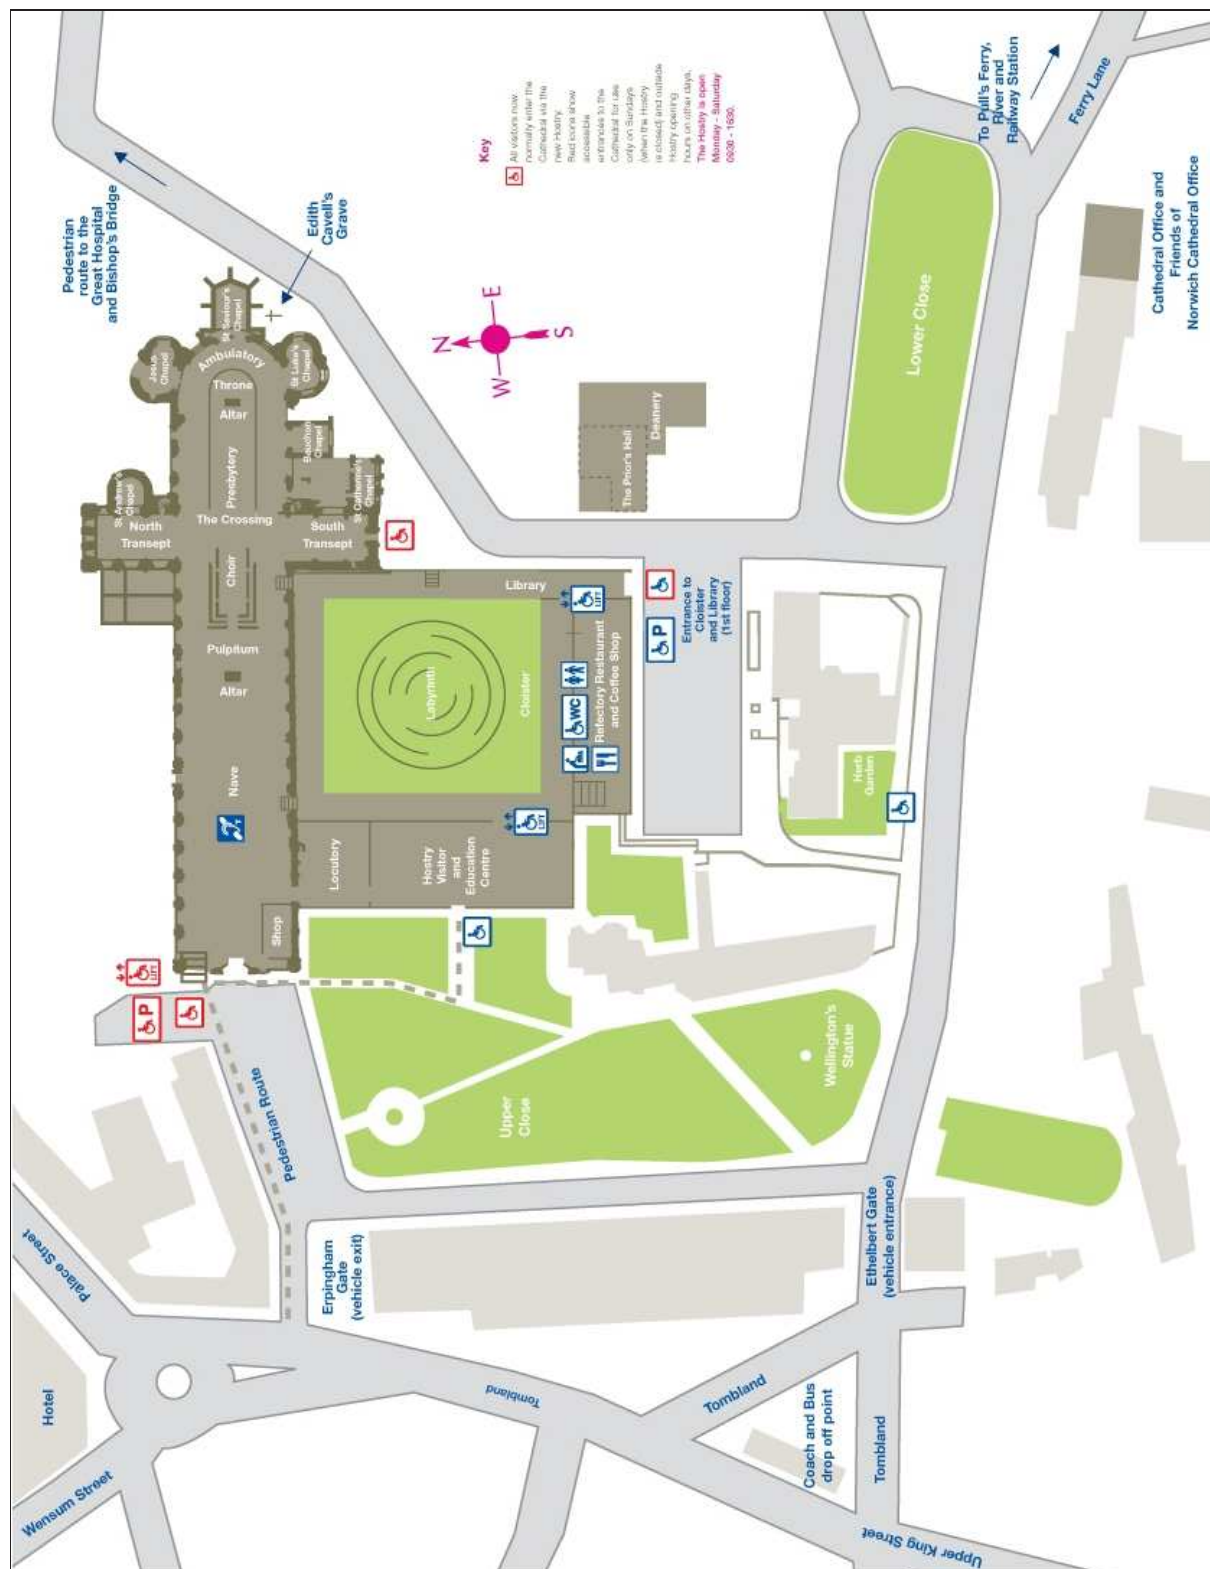 Pedestrian
route to the
Great Hospital
and Bishop's Bridge
Edith
Cavell's
Grave
Key
All visitors now
normally enter the
Cathedral via the
new Hostry.
Red icons show
accessible
entrances to the
Cathedral for use
only on Sundays
(when the Hostry
is closed) and outside
Hostry opening
hours on other days.
The Hostry is open
Monday - Saturday
0930 - 1630.
To Pull's Ferry,
River and
Railway Station
Ferry Lane
Cathedral Office and
Friends of
Norwich Cathedral Office
N
E
S
W
Lower Close
The Prior's Hall
Deanery
St Saviour's
Chapel
Jesus
Chapel
Ambulatory
St Luke's
Chapel
Throne
Altar
Bauchon
Chapel
Presbytery
St Andrew's
Chapel
St Catherine's
Chapel
North
Transept
The Crossing
South
Transept
Choir
Pulpitum
Altar
Nave
Shop
Library
LIFT
Labyrinth
Cloister
Refectory Restaurant
and Coffee Shop
WC
P
Entrance to
Cloister
and Library
(1st floor)
Herb
Garden
Locutory
Hostry
Visitor
and
Education
Centre
LIFT
LIFT
P
Pedestrian Route
Upper
Close
Wellington's
Statue
Erpingham
Gate
(vehicle exit)
Ethelbert Gate
(vehicle entrance)
Palace Street
Hotel
Wensum Street
Tombland
Tombland
Coach and Bus
drop off point
Tombland
Upper King Street